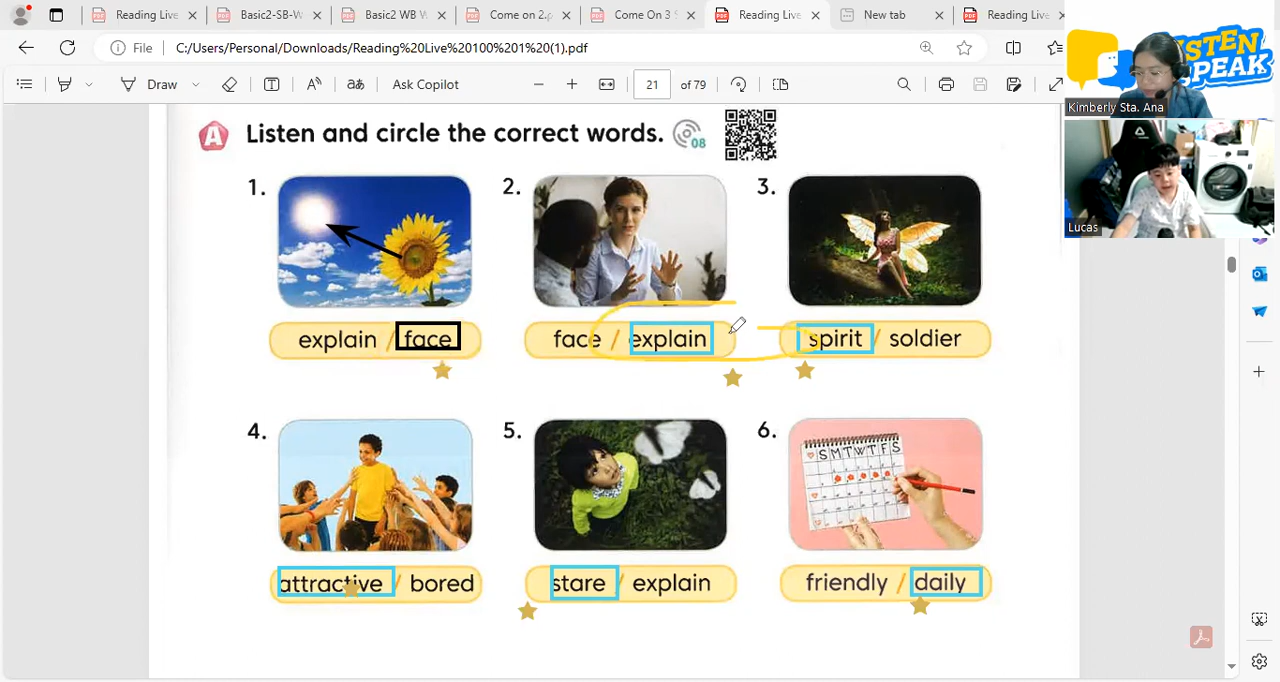 Reading Live
Basic2-SB-W
Basic2 WB W
Come on 2.p
Come On 3 S
Reading Live
New tab
Reading Live
File
C:/Users/Personal/Downloads/Reading%20Live%20100%201%20(1).pdf
Draw
Ask Copilot
21 of 79
LISTEN
SPEAK
Kimberly Sta. Ana
Lucas
A Listen and circle the correct words. 08
1. 2. 3.
explain / face
face / explain
spirit / soldier
4. 5. 6.
S M T W T F S
attractive / bored
stare / explain
friendly / daily